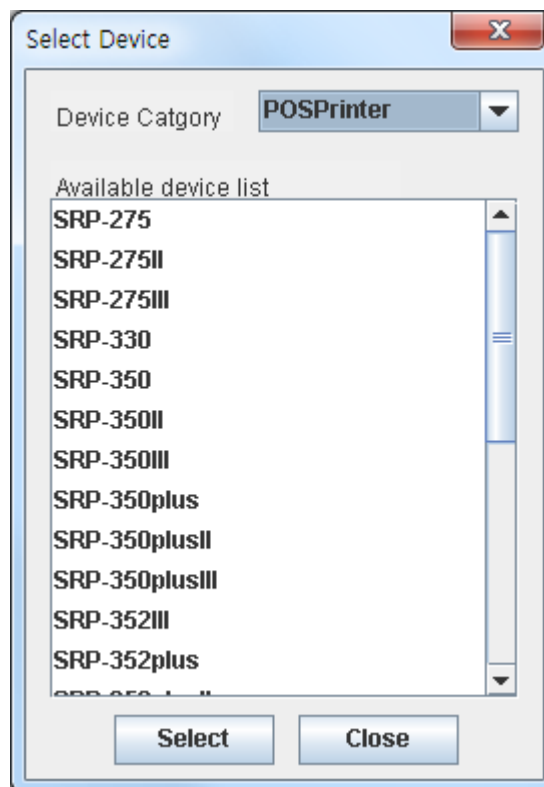 Select Device
Device Catgory POSPrinter
Available device list
SRP-275
SRP-275II
SRP-275III
SRP-330
SRP-350
SRP-350II
SRP-350III
SRP-350plus
SRP-350plusII
SRP-350plusIII
SRP-352III
SRP-352plus
Select Close